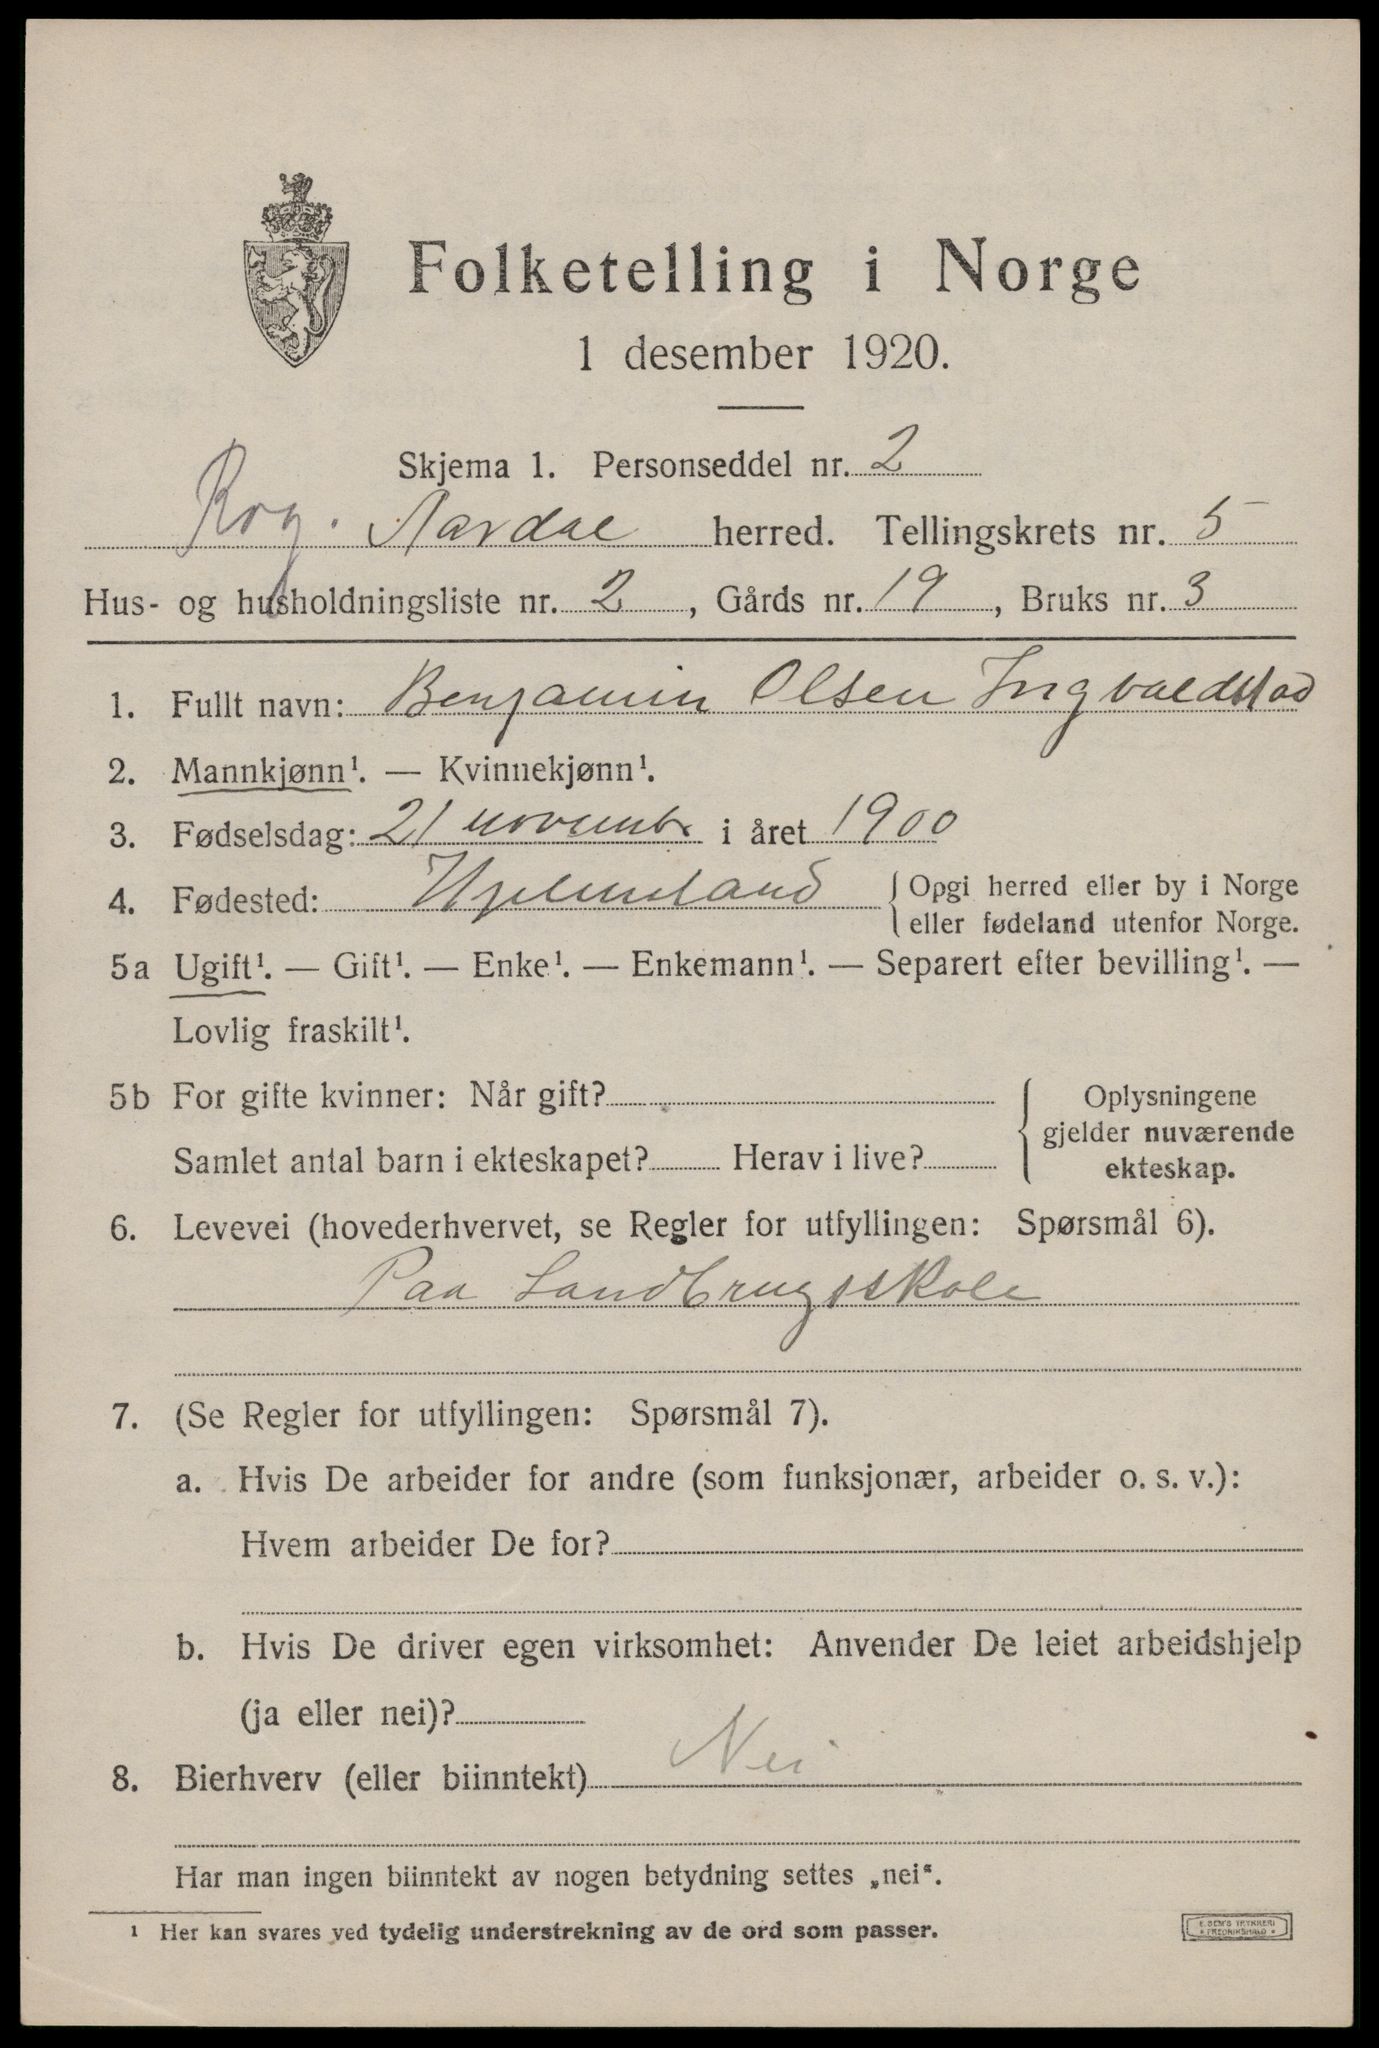 Folketelling i Norge
1 desember 1920.
Skjema 1. Personseddel nr. 2
Rog. Aardal herred. Tellingskrets nr. 5
Hus- og husholdningsliste nr. 2, Gårds nr. 19, Bruks nr. 3
1. Fullt navn: Benjamin Olsen Ingvaldstad
2. Mannkjønn¹. — Kvinnekjønn¹.
3. Fødselsdag: 21 novembr i året 1900
4. Fødested: Hjelmeland { Opgi herred eller by i Norge
eller fødeland utenfor Norge.
5a Ugift¹. — Gift¹. — Enke¹. — Enkemann¹. — Separert efter bevilling¹. —
Lovlig fraskilt¹.
5b For gifte kvinner: Når gift?
Samlet antal barn i ekteskapet? Herav i live?
Oplysningene
gjelder nuværende
ekteskap.
6. Levevei (hovederhvervet, se Regler for utfyllingen: Spørsmål 6).
Paa Landbrugsskole
7. (Se Regler for utfyllingen: Spørsmål 7).
a. Hvis De arbeider for andre (som funksjonær, arbeider o. s. v.):
Hvem arbeider De for?
b. Hvis De driver egen virksomhet: Anvender De leiet arbeidshjelp
(ja eller nei)?
8. Bierhverv (eller biinntekt) Nei
Har man ingen biinntekt av nogen betydning settes „nei“.
¹ Her kan svares ved tydelig understrekning av de ord som passer.
E. SEM'S TRYKKERI
* FREDRIKSHALD *